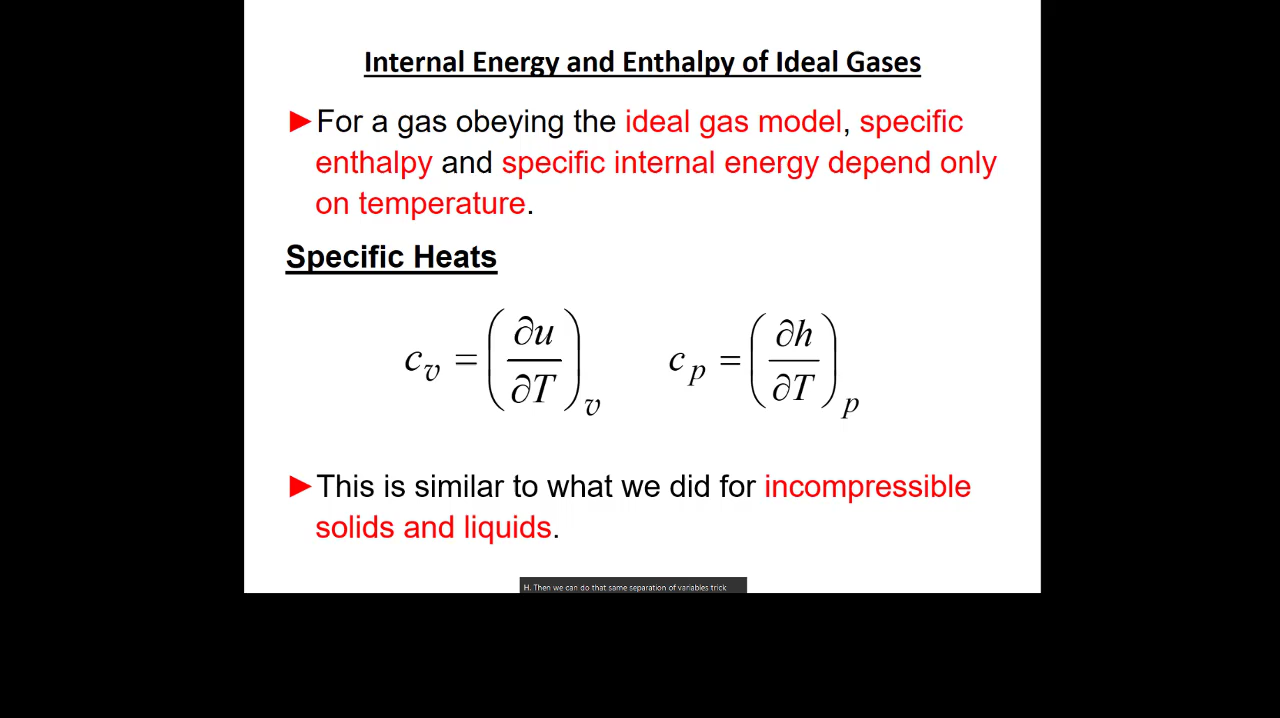 Internal Energy and Enthalpy of Ideal Gases
►For a gas obeying the ideal gas model, specific
enthalpy and specific internal energy depend only
on temperature.
Specific Heats
c_v = (∂u/∂T)_v    c_p = (∂h/∂T)_p
►This is similar to what we did for incompressible
solids and liquids.
H. Then we can do that same separation of variables trick